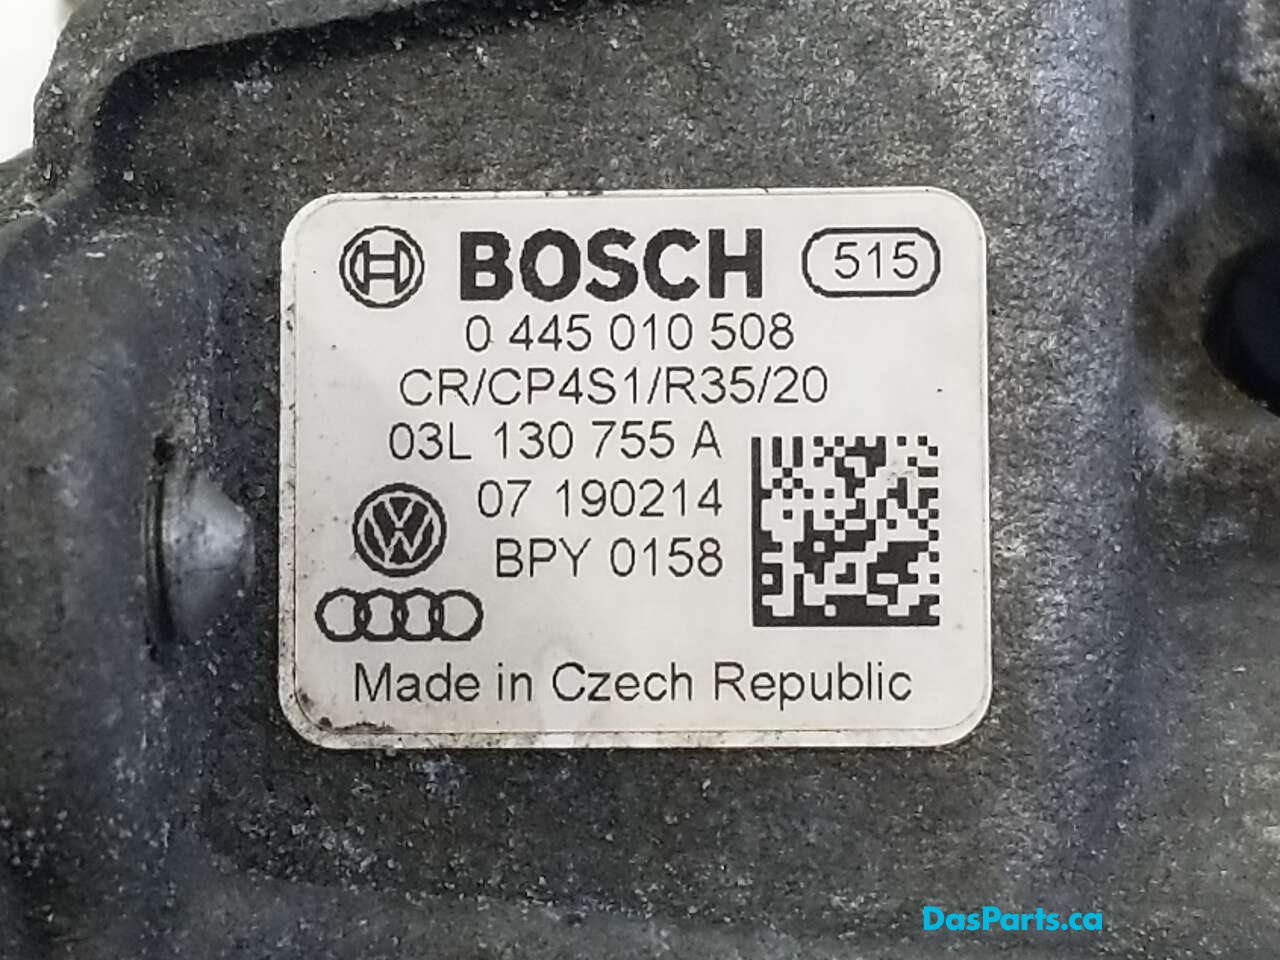 BOSCH 515
0 445 010 508
CR/CP4S1/R35/20
03L 130 755 A
07 190214
BPY 0158
Made in Czech Republic
DasParts.ca